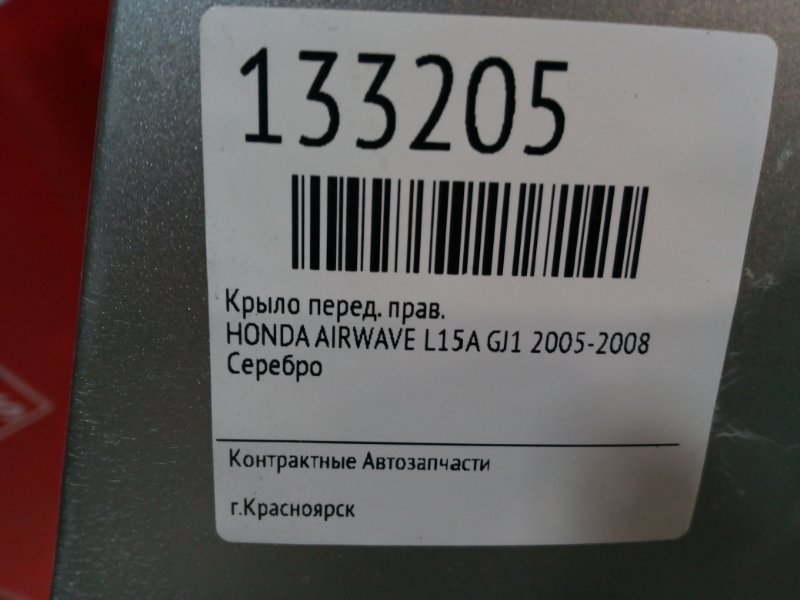 133205
Крыло перед. прав.
HONDA AIRWAVE L15A GJ1 2005-2008
Серебро
Контрактные Автозапчасти
г.Красноярск